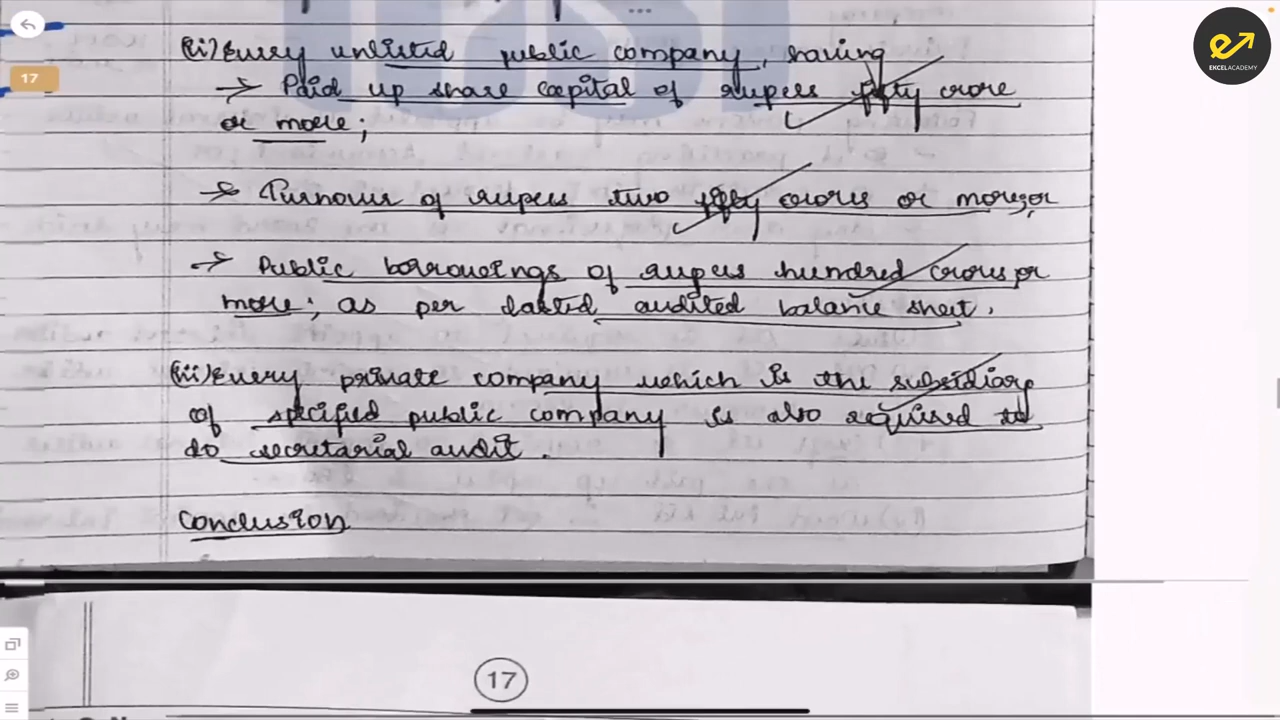 17
(ii) Every unlisted public company, having
→ Paid up share capital of rupees fifty crore
or more;
→ Turnover of rupees two fifty crores or more; or
→ Public borrowings of rupees hundred crores or
more; as per lasted audited balance sheet.
(iii) Every private company which is the subsidiary
of specified public company is also required to
do secretarial audit.
Conclusion
17
EXCEL ACADEMY